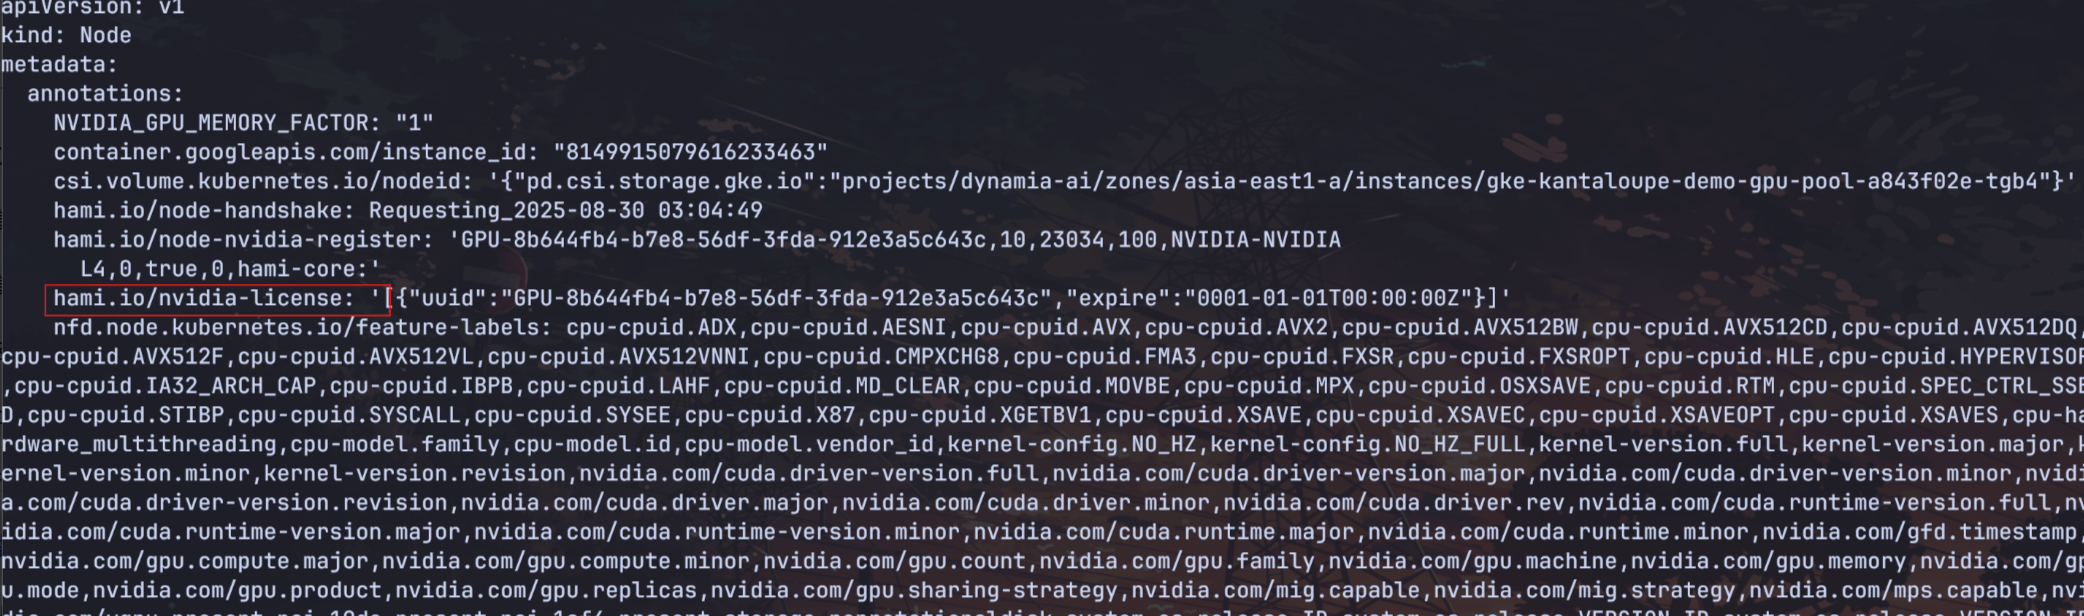 apiVersion: v1
kind: Node
metadata:
  annotations:
    NVIDIA_GPU_MEMORY_FACTOR: "1"
    container.googleapis.com/instance_id: "8149915079616233463"
    csi.volume.kubernetes.io/nodeid: '{"pd.csi.storage.gke.io":"projects/dynamia-ai/zones/asia-east1-a/instances/gke-kantaloupe-demo-gpu-pool-a843f02e-tgb4"}'
    hami.io/node-handshake: Requesting_2025-08-30 03:04:49
    hami.io/node-nvidia-register: 'GPU-8b644fb4-b7e8-56df-3fda-912e3a5c643c,10,23034,100,NVIDIA-NVIDIA
      L4,0,true,0,hami-core:'
    hami.io/nvidia-license: '[{"uuid":"GPU-8b644fb4-b7e8-56df-3fda-912e3a5c643c","expire":"0001-01-01T00:00:00Z"}]'
    nfd.node.kubernetes.io/feature-labels: cpu-cpuid.ADX,cpu-cpuid.AESNI,cpu-cpuid.AVX,cpu-cpuid.AVX2,cpu-cpuid.AVX512BW,cpu-cpuid.AVX512CD,cpu-cpuid.AVX512DQ,
cpu-cpuid.AVX512F,cpu-cpuid.AVX512VL,cpu-cpuid.AVX512VNNI,cpu-cpuid.CMPXCHG8,cpu-cpuid.FMA3,cpu-cpuid.FXSR,cpu-cpuid.FXSROPT,cpu-cpuid.HLE,cpu-cpuid.HYPERVISOR
,cpu-cpuid.IA32_ARCH_CAP,cpu-cpuid.IBPB,cpu-cpuid.LAHF,cpu-cpuid.MD_CLEAR,cpu-cpuid.MOVBE,cpu-cpuid.MPX,cpu-cpuid.OSXSAVE,cpu-cpuid.RTM,cpu-cpuid.SPEC_CTRL_SSB
D,cpu-cpuid.STIBP,cpu-cpuid.SYSCALL,cpu-cpuid.SYSEE,cpu-cpuid.X87,cpu-cpuid.XGETBV1,cpu-cpuid.XSAVE,cpu-cpuid.XSAVEC,cpu-cpuid.XSAVEOPT,cpu-cpuid.XSAVES,cpu-ha
rdware_multithreading,cpu-model.family,cpu-model.id,cpu-model.vendor_id,kernel-config.NO_HZ,kernel-config.NO_HZ_FULL,kernel-version.full,kernel-version.major,k
ernel-version.minor,kernel-version.revision,nvidia.com/cuda.driver-version.full,nvidia.com/cuda.driver-version.major,nvidia.com/cuda.driver-version.minor,nvidi
a.com/cuda.driver-version.revision,nvidia.com/cuda.driver.major,nvidia.com/cuda.driver.minor,nvidia.com/cuda.driver.rev,nvidia.com/cuda.runtime-version.full,nv
idia.com/cuda.runtime-version.major,nvidia.com/cuda.runtime-version.minor,nvidia.com/cuda.runtime.major,nvidia.com/cuda.runtime.minor,nvidia.com/gfd.timestamp,
nvidia.com/gpu.compute.major,nvidia.com/gpu.compute.minor,nvidia.com/gpu.count,nvidia.com/gpu.family,nvidia.com/gpu.machine,nvidia.com/gpu.memory,nvidia.com/gp
u.mode,nvidia.com/gpu.product,nvidia.com/gpu.replicas,nvidia.com/gpu.sharing-strategy,nvidia.com/mig.capable,nvidia.com/mig.strategy,nvidia.com/mps.capable,nvi